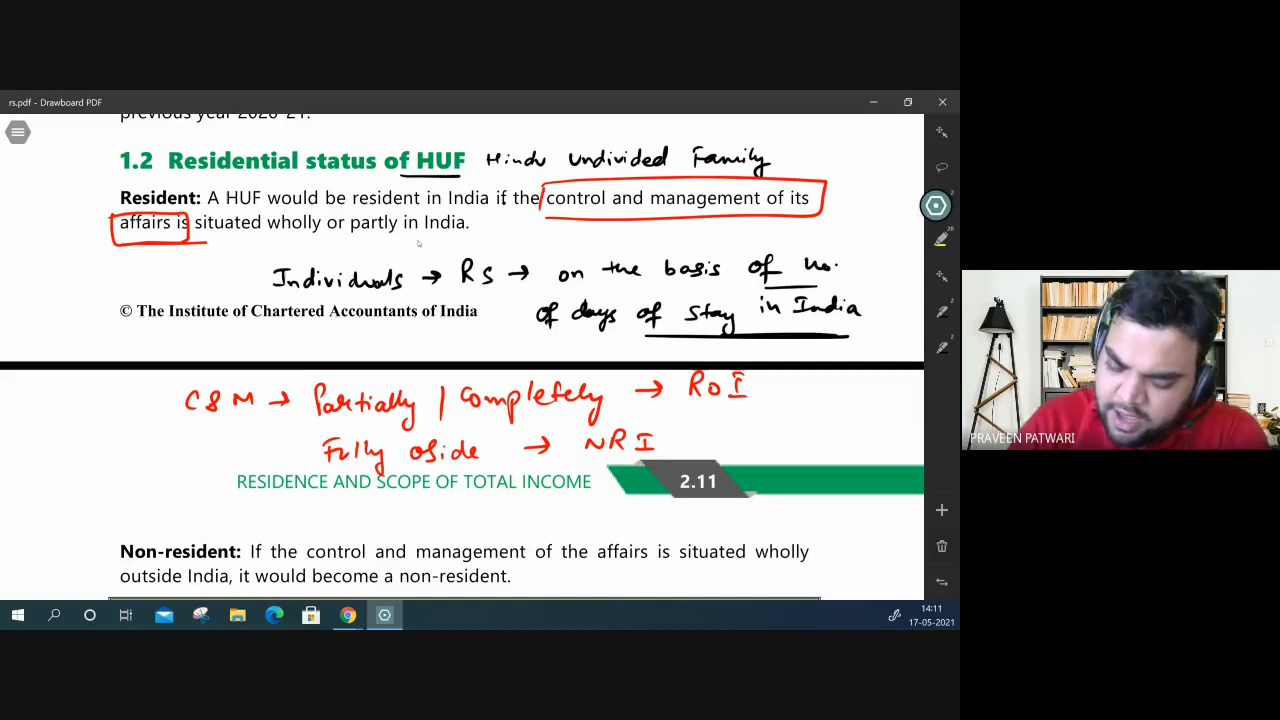 rs.pdf - Drawboard PDF
previous year 2020-21.
1.2 Residential status of HUF Hindu Undivided Family
Resident: A HUF would be resident in India if the control and management of its
affairs is situated wholly or partly in India.
Individuals → RS → on the basis of no.
of days of stay in India
© The Institute of Chartered Accountants of India
C & M → Partially / Completely → ROI
Fully oside → NRI
RESIDENCE AND SCOPE OF TOTAL INCOME 2.11
Non-resident: If the control and management of the affairs is situated wholly
outside India, it would become a non-resident.
PRAVEEN PATWARI
14:11
17-05-2021